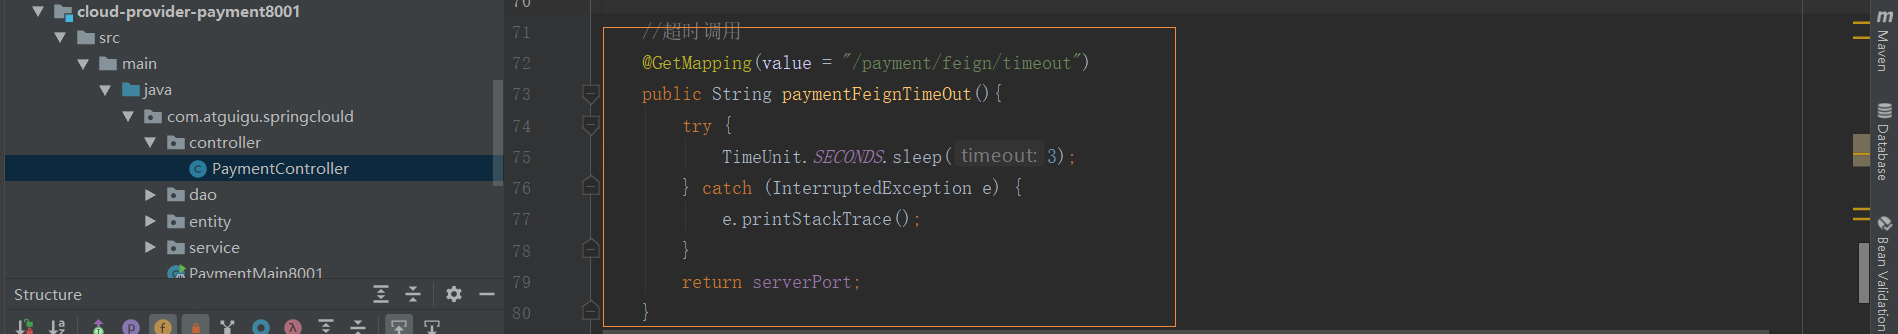 cloud-provider-payment8001
src
main
java
com.atguigu.springclould
controller
PaymentController
dao
entity
service
PaymentMain8001
Structure
70
71 //超时调用
72 @GetMapping(value = "/payment/feign/timeout")
73 public String paymentFeignTimeOut(){
74 try {
75 TimeUnit.SECONDS.sleep( timeout: 3);
76 } catch (InterruptedException e) {
77 e.printStackTrace();
78 }
79 return serverPort;
80 }
Maven
Database
Bean Validation